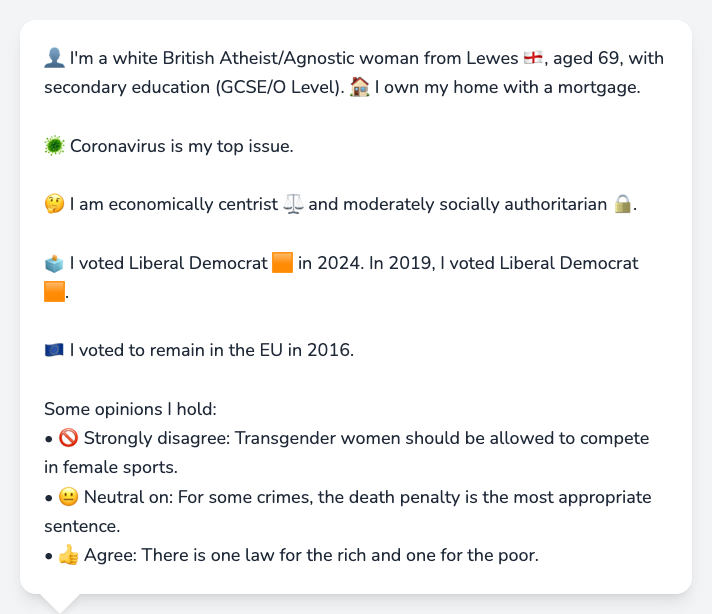 👤 I'm a white British Atheist/Agnostic woman from Lewes 🏴󠁧󠁢󠁥󠁮󠁧󠁿, aged 69, with
secondary education (GCSE/O Level). 🏠 I own my home with a mortgage.
🦠 Coronavirus is my top issue.
🤔 I am economically centrist ⚖️ and moderately socially authoritarian 🔒.
🗳️ I voted Liberal Democrat 🟧 in 2024. In 2019, I voted Liberal Democrat
🟧.
🇪🇺 I voted to remain in the EU in 2016.
Some opinions I hold:
• 🚫 Strongly disagree: Transgender women should be allowed to compete
in female sports.
• 😐 Neutral on: For some crimes, the death penalty is the most appropriate
sentence.
• 👍 Agree: There is one law for the rich and one for the poor.